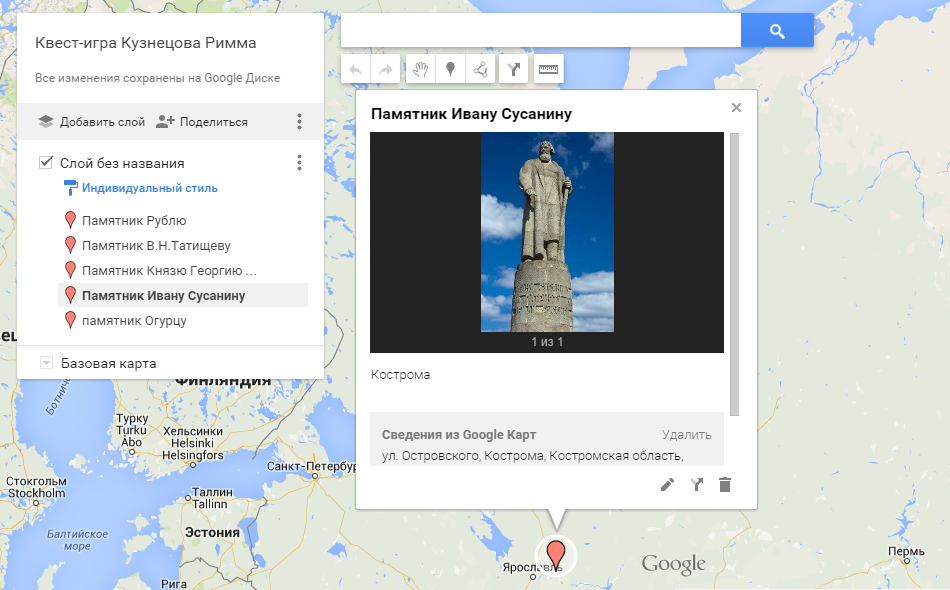 Квест-игра Кузнецова Римма
Все изменения сохранены на Google Диске
Добавить слой
Поделиться
Слой без названия
Индивидуальный стиль
Памятник Рублю
Памятник В.Н.Татищеву
Памятник Князю Георгию ...
Памятник Ивану Сусанину
памятник Огурцу
Базовая карта
Памятник Ивану Сусанину
1 из 1
Кострома
Сведения из Google Карт
Удалить
ул. Островского, Кострома, Костромская область,
Финляндия
Турку
Turku
Åbo
Хельсинки
Helsinki
Helsingfors
Санкт-Петербур
Стокгольм
Stockholm
Таллин
Tallinn
Эстония
Балтийское
море
Рига
Ярославль
Google
Пермь